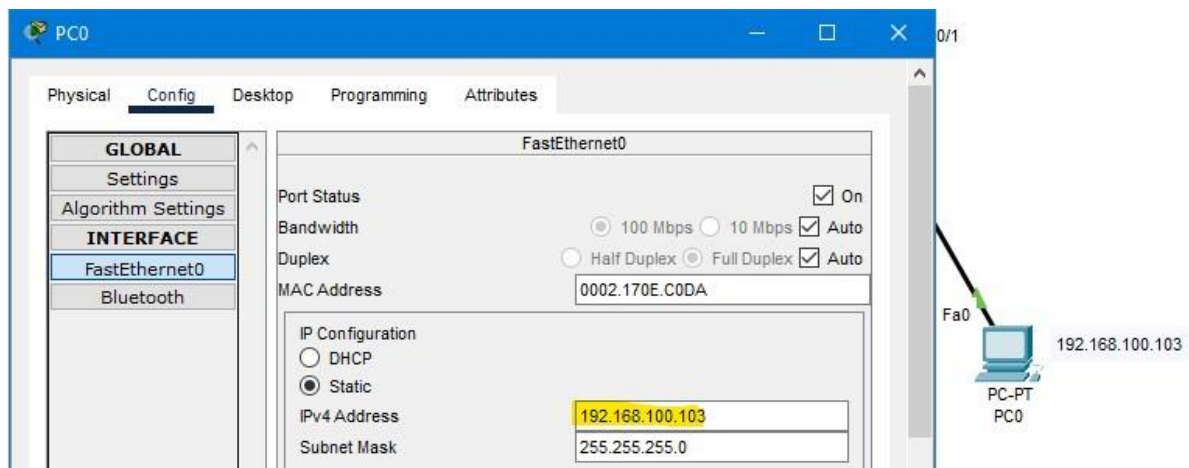 PC0
0/1
Physical Config Desktop Programming Attributes
GLOBAL
Settings
Algorithm Settings
INTERFACE
FastEthernet0
Bluetooth
FastEthernet0
Port Status On
Bandwidth 100 Mbps 10 Mbps Auto
Duplex Half Duplex Full Duplex Auto
MAC Address 0002.170E.C0DA
IP Configuration
DHCP
Static
IPv4 Address 192.168.100.103
Subnet Mask 255.255.255.0
Fa0
192.168.100.103
PC-PT
PC0